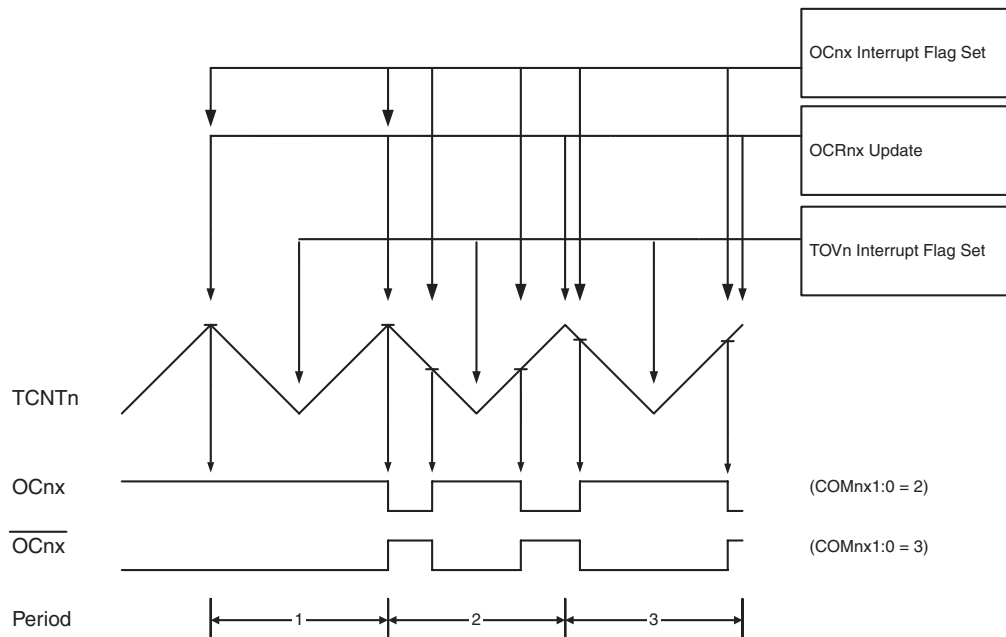 OCnx Interrupt Flag Set
OCRnx Update
TOVn Interrupt Flag Set
TCNTn
OCnx
(COMnx1:0 = 2)
OCnx
(COMnx1:0 = 3)
Period
1
2
3